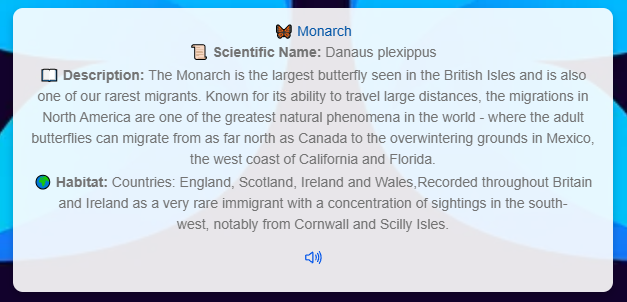 Monarch
Scientific Name: Danaus plexippus
Description: The Monarch is the largest butterfly seen in the British Isles and is also
one of our rarest migrants. Known for its ability to travel large distances, the migrations in
North America are one of the greatest natural phenomena in the world - where the adult
butterflies can migrate from as far north as Canada to the overwintering grounds in Mexico,
the west coast of California and Florida.
Habitat: Countries: England, Scotland, Ireland and Wales,Recorded throughout Britain
and Ireland as a very rare immigrant with a concentration of sightings in the south-
west, notably from Cornwall and Scilly Isles.